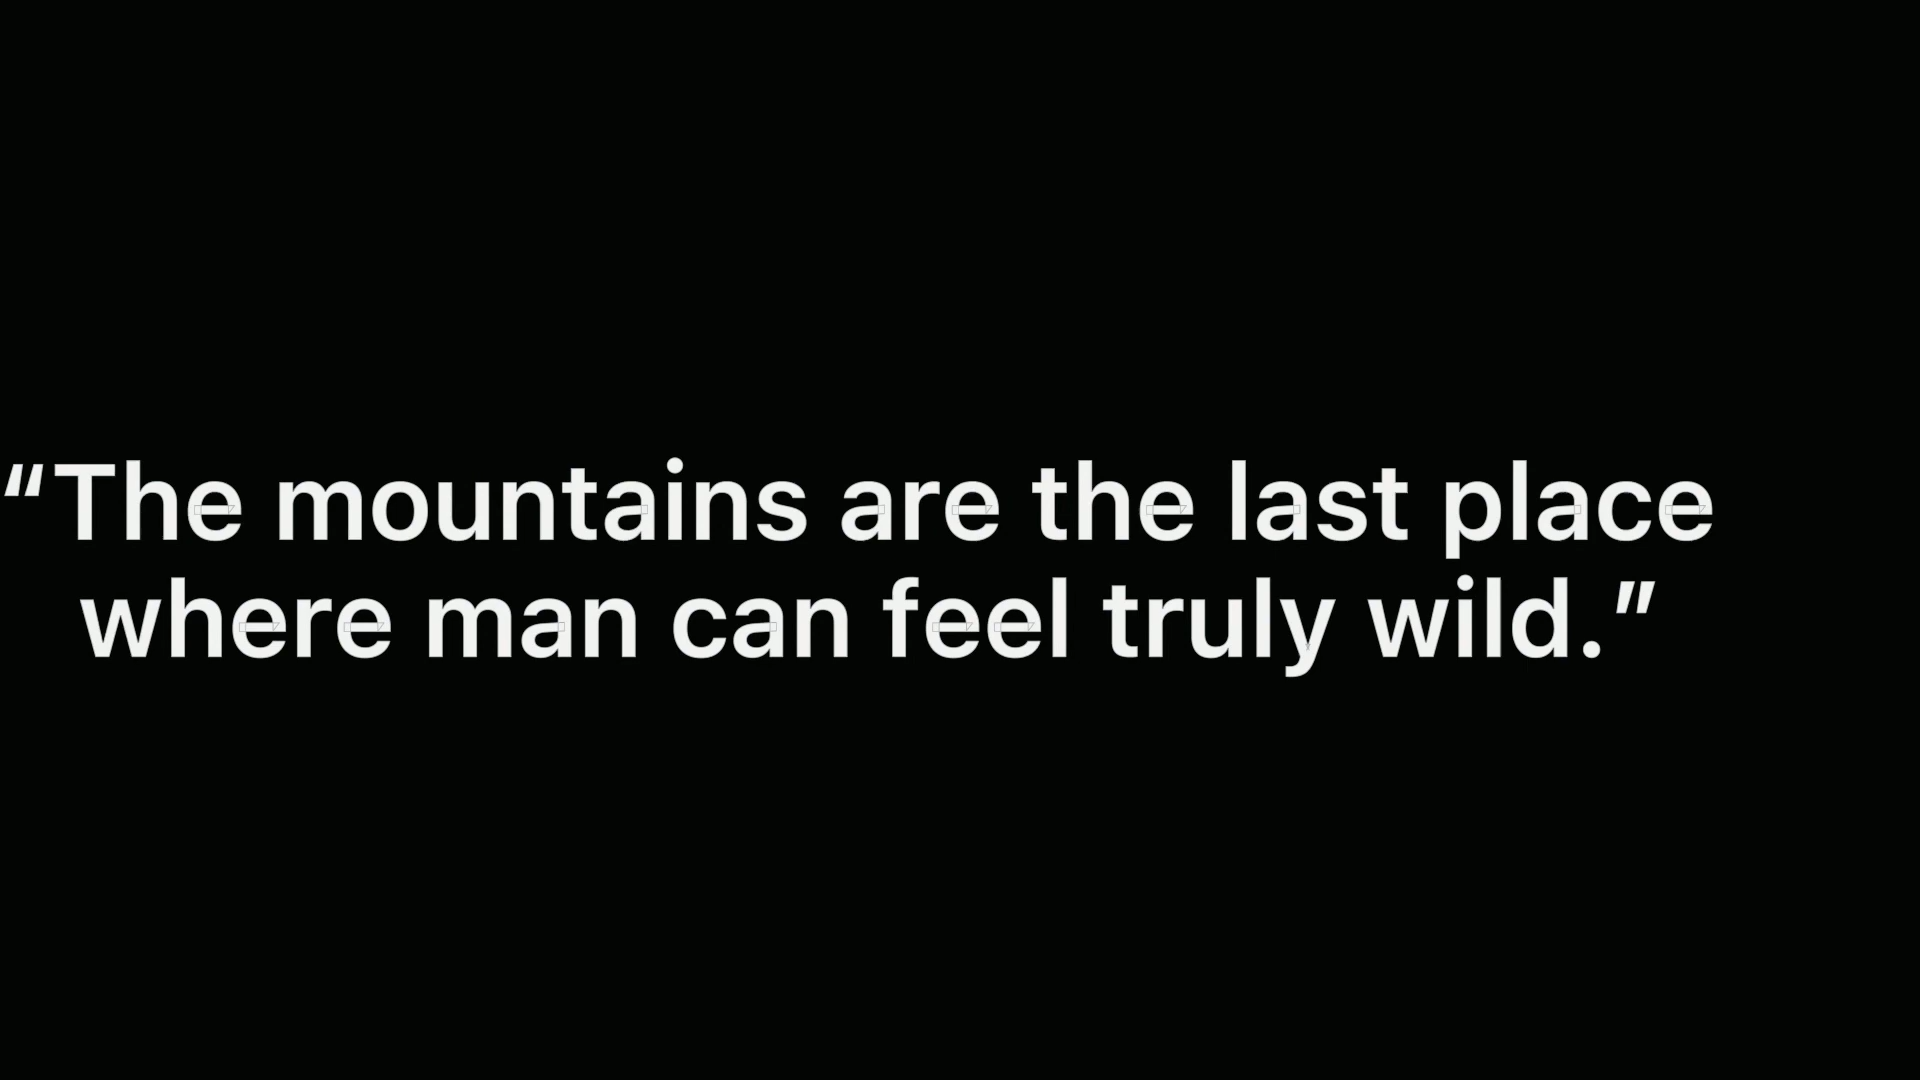 “The mountains are the last place
where man can feel truly wild.”